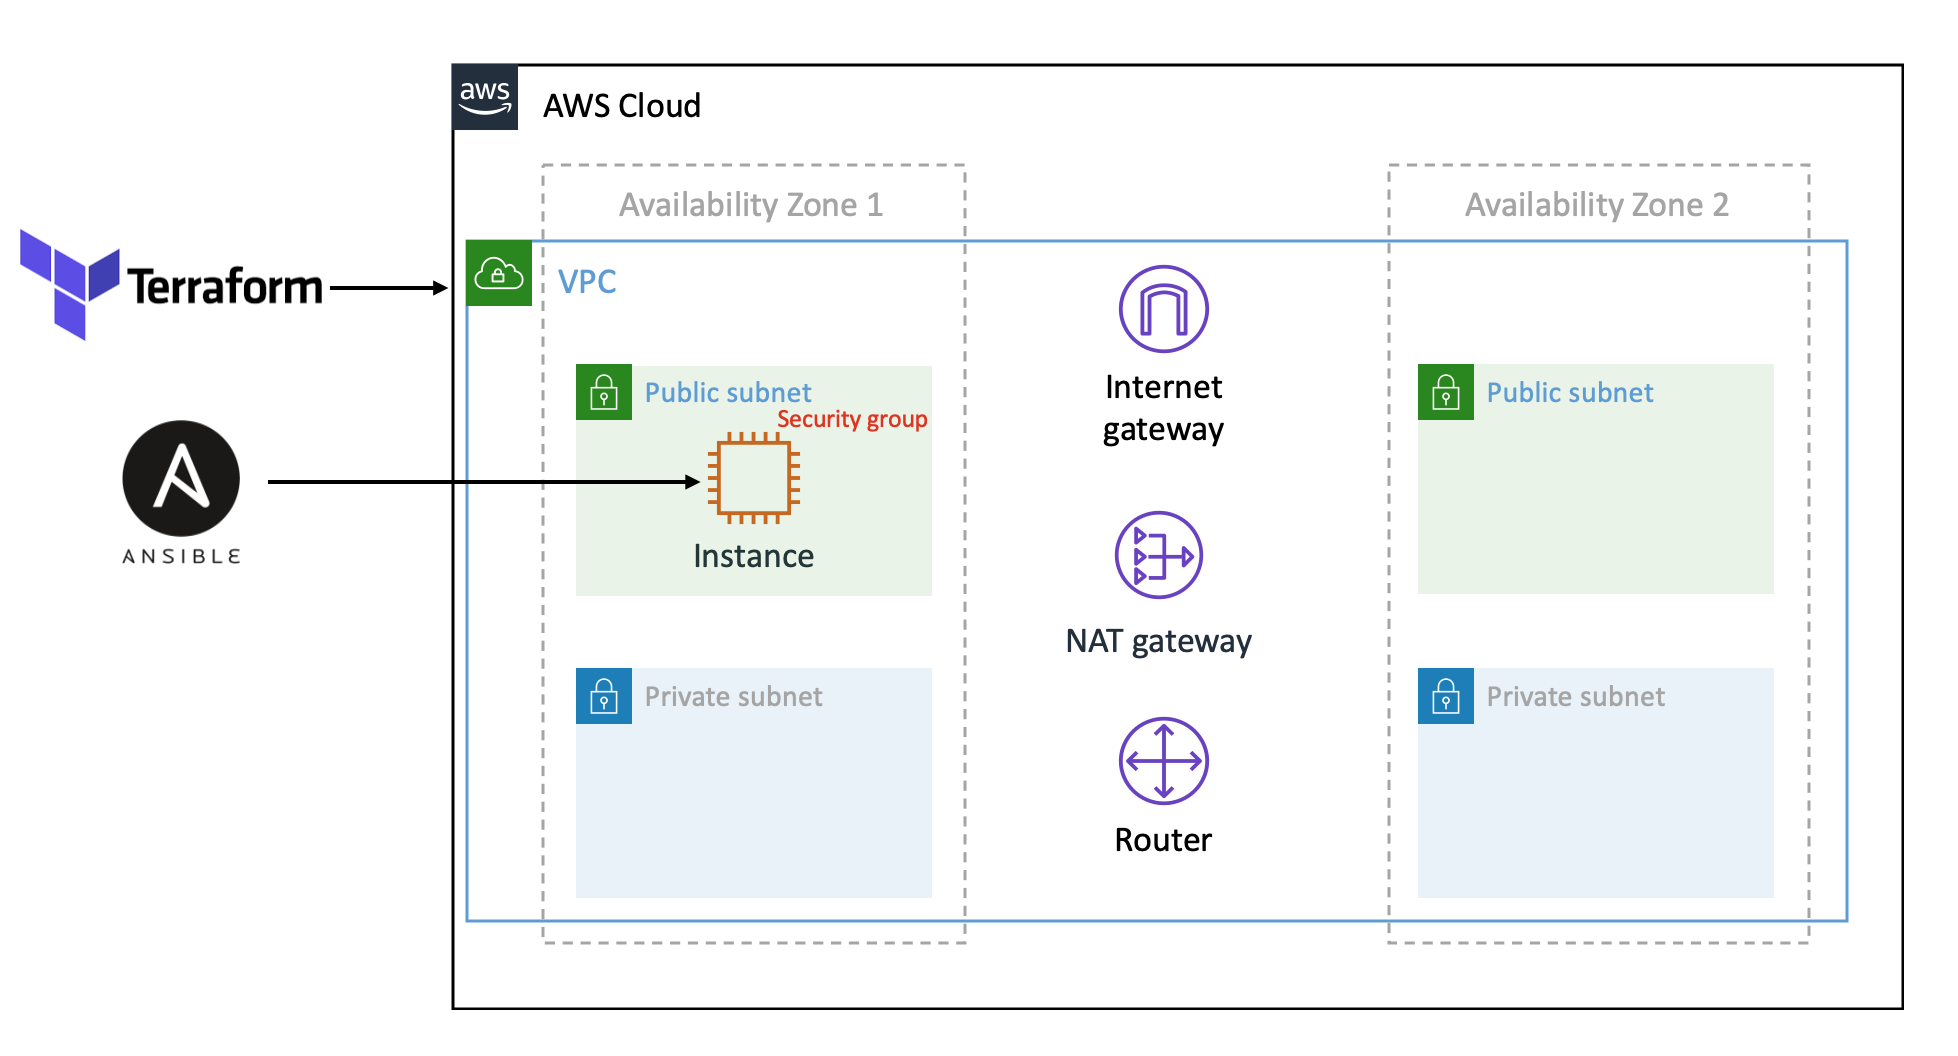 aws
AWS Cloud
Availability Zone 1
Availability Zone 2
Terraform
VPC
Internet
gateway
Public subnet
Security group
Public subnet
ANSIBLE
Instance
NAT gateway
Private subnet
Private subnet
Router